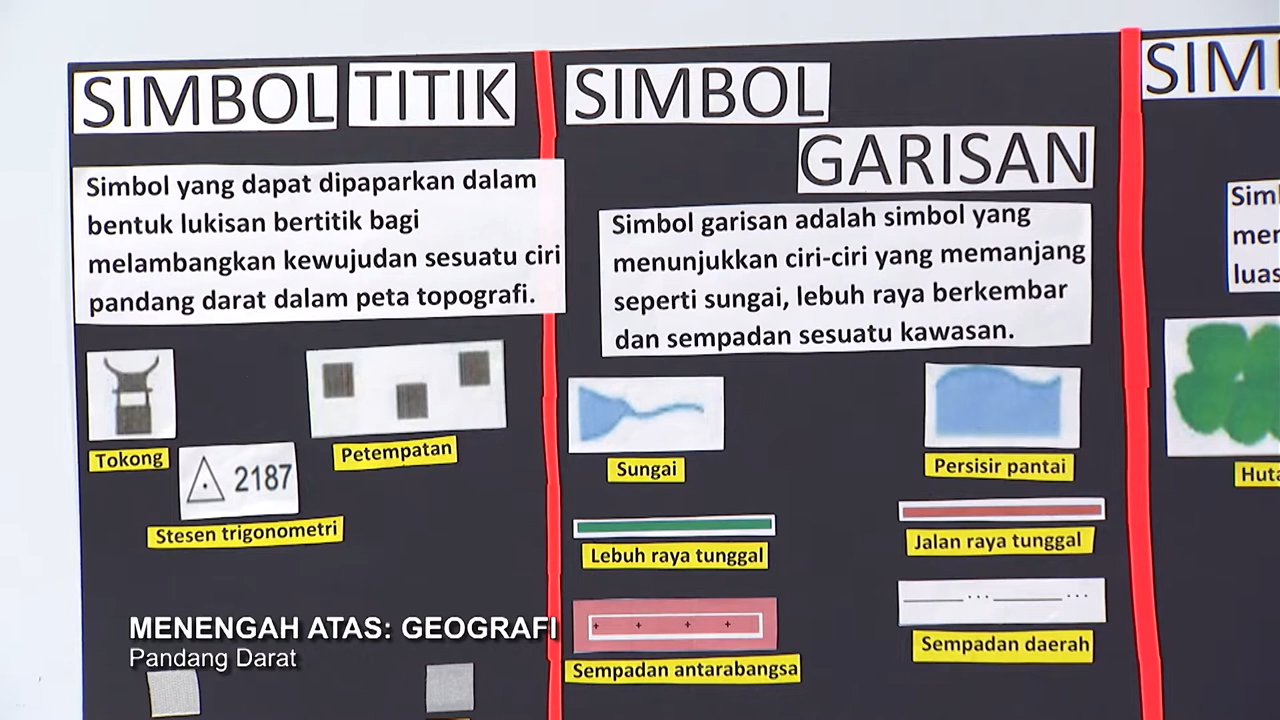 SIMBOL TITIK
Simbol yang dapat dipaparkan dalam
bentuk lukisan bertitik bagi
melambangkan kewujudan sesuatu ciri
pandang darat dalam peta topografi.
Tokong
Petempatan
2187
Stesen trigonometri
SIMBOL
GARISAN
Simbol garisan adalah simbol yang
menunjukkan ciri-ciri yang memanjang
seperti sungai, lebuh raya berkembar
dan sempadan sesuatu kawasan.
Sungai
Persisir pantai
Lebuh raya tunggal
Jalan raya tunggal
Sempadan antarabangsa
Sempadan daerah
MENENGAH ATAS: GEOGRAFI
Pandang Darat